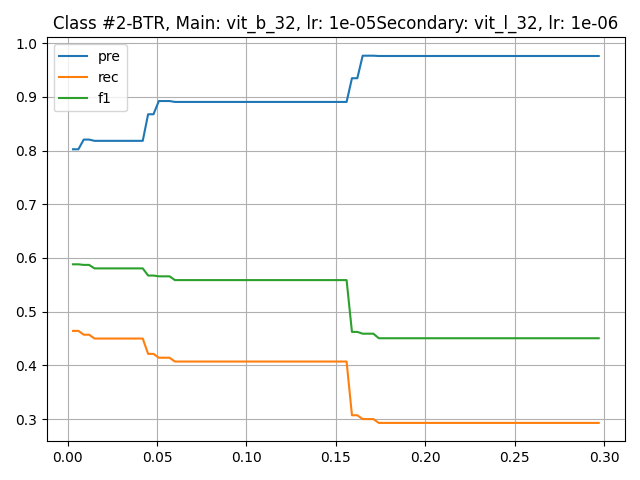 Class #2-BTR, Main: vit_b_32, lr: 1e-05Secondary: vit_l_32, lr: 1e-06
1.0
0.9
0.8
0.7
0.6
0.5
0.4
0.3
pre
rec
f1
0.00 0.05 0.10 0.15 0.20 0.25 0.30